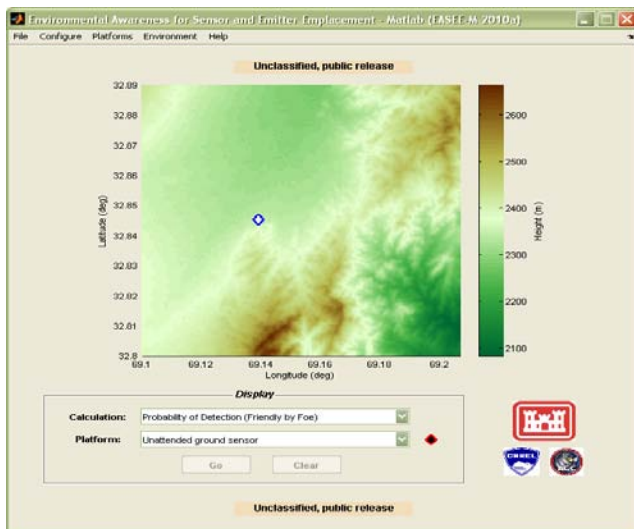 Environmental Awareness for Sensor and Emitter Emplacement - Matlab (EASEE-M 2010a)
File Configure Platforms Environment Help
Unclassified, public release
32.89
32.88
32.87
32.86
32.85
32.84
32.83
32.82
32.81
32.8
Latitude (deg)
69.1 69.12 69.14 69.16 69.18 69.2
Longitude (deg)
2600
2500
2400
2300
2200
2100
Height (m)
Display
Calculation: Probability of Detection (Friendly by Foe)
Platform: Unattended ground sensor
Go Clear
CRREL
Unclassified, public release